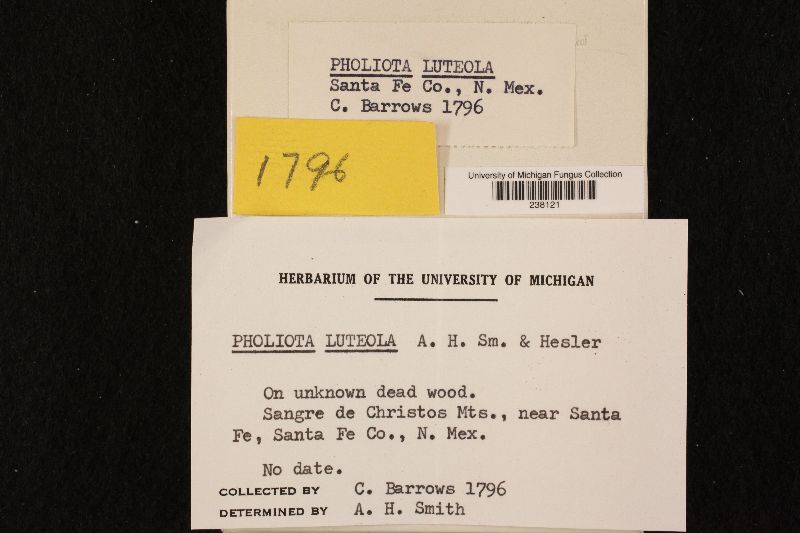 PHOLIOTA LUTEOLA
Santa Fe Co., N. Mex.
C. Barrows 1796
1796
University of Michigan Fungus Collection
238121
HERBARIUM OF THE UNIVERSITY OF MICHIGAN
PHOLIOTA LUTEOLA A. H. Sm. & Hesler
On unknown dead wood.
Sangre de Christos Mts., near Santa
Fe, Santa Fe Co., N. Mex.
No date.
COLLECTED BY C. Barrows 1796
DETERMINED BY A. H. Smith